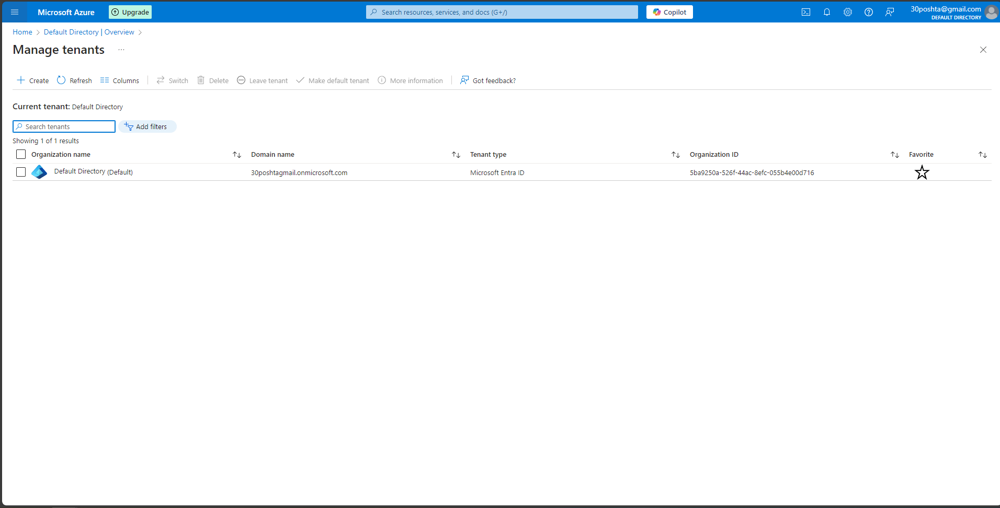 Microsoft Azure Upgrade Search resources, services, and docs (G+/) Copilot 30poshta@gmail.com
DEFAULT DIRECTORY
Home > Default Directory | Overview >
Manage tenants ...
Create Refresh Columns Switch Delete Leave tenant Make default tenant More information Got feedback?
Current tenant: Default Directory
Search tenants Add filters
Showing 1 of 1 results
Organization name Domain name Tenant type Organization ID Favorite
Default Directory (Default) 30poshtagmail.onmicrosoft.com Microsoft Entra ID 5ba9250a-526f-44ac-8efc-055b4e00d716